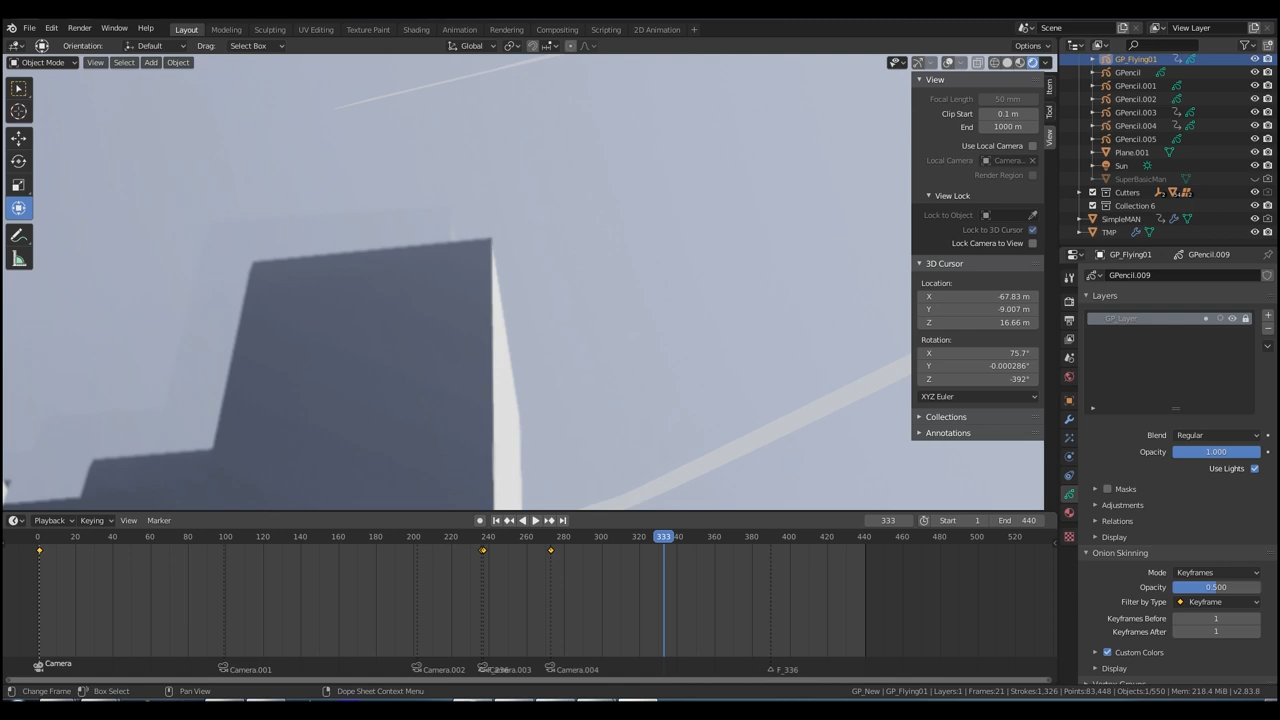 File Edit Render Window Help Layout Modeling Sculpting UV Editing Texture Paint Shading Animation Rendering Compositing Scripting 2D Animation + Scene View Layer
Orientation: Default Drag: Select Box Global Options
Object Mode View Select Add Object
View
Focal Length 50 mm
Clip Start 0.1 m
End 1000 m
Use Local Camera
Local Camera Camera...
Render Region
View Lock
Lock to Object
Lock to 3D Cursor
Lock Camera to View
3D Cursor
Location:
X -67.83 m
Y -9.007 m
Z 16.66 m
Rotation:
X 75.7°
Y -0.000286°
Z -392°
XYZ Euler
Collections
Annotations
Item
Tool
View
GP_Flying01
GPencil
GPencil.001
GPencil.002
GPencil.003
GPencil.004
GPencil.005
Plane.001
Sun
SuperBasicMan
Cutters
Collection 6
SimpleMAN
TMP
GP_Flying01 GPencil.009
GPencil.009
Layers
GP_Layer
Blend Regular
Opacity 1.000
Use Lights
Masks
Adjustments
Relations
Display
Onion Skinning
Mode Keyframes
Opacity 0.500
Filter by Type Keyframe
Keyframes Before 1
Keyframes After 1
Custom Colors
Display
Playback Keying View Marker 333 Start 1 End 440
0 20 40 60 80 100 120 140 160 180 200 220 240 260 280 300 320 333 340 360 380 400 420 440 460 480 500 520
Camera
Camera.001 Camera.002 Camera.004 F_336
Change Frame Box Select Pan View Dope Sheet Context Menu GP_New | GP_Flying01 | Layers:1 | Frames:21 | Strokes:1,326 | Points:83,448 | Objects:1/550 | Mem: 218.4 MiB | v2.83.8